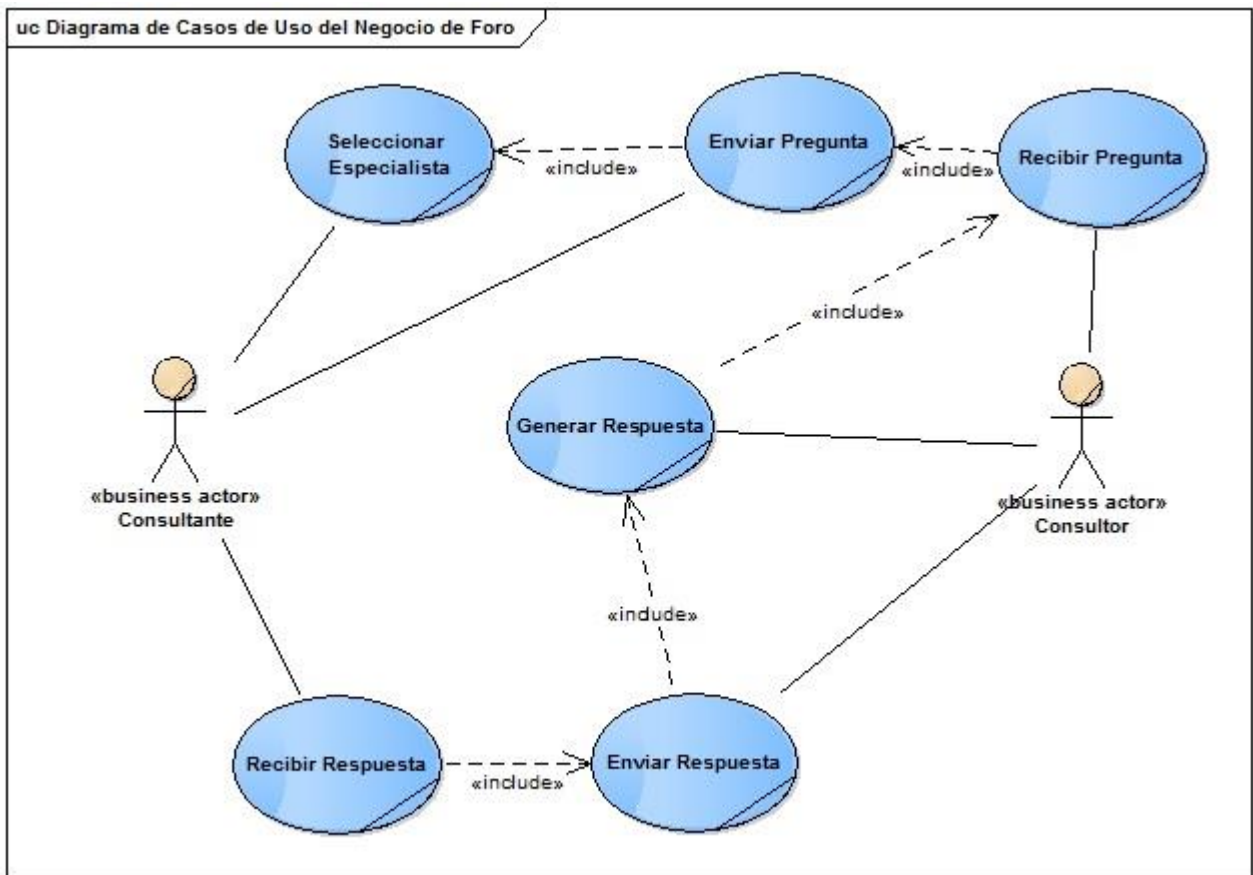 uc Diagrama de Casos de Uso del Negocio de Foro
Seleccionar
Especialista
«include»
Enviar Pregunta
«include»
Recibir Pregunta
«include»
Generar Respuesta
«business actor»
Consultante
«business actor»
Consultor
«include»
Recibir Respuesta
«include»
Enviar Respuesta